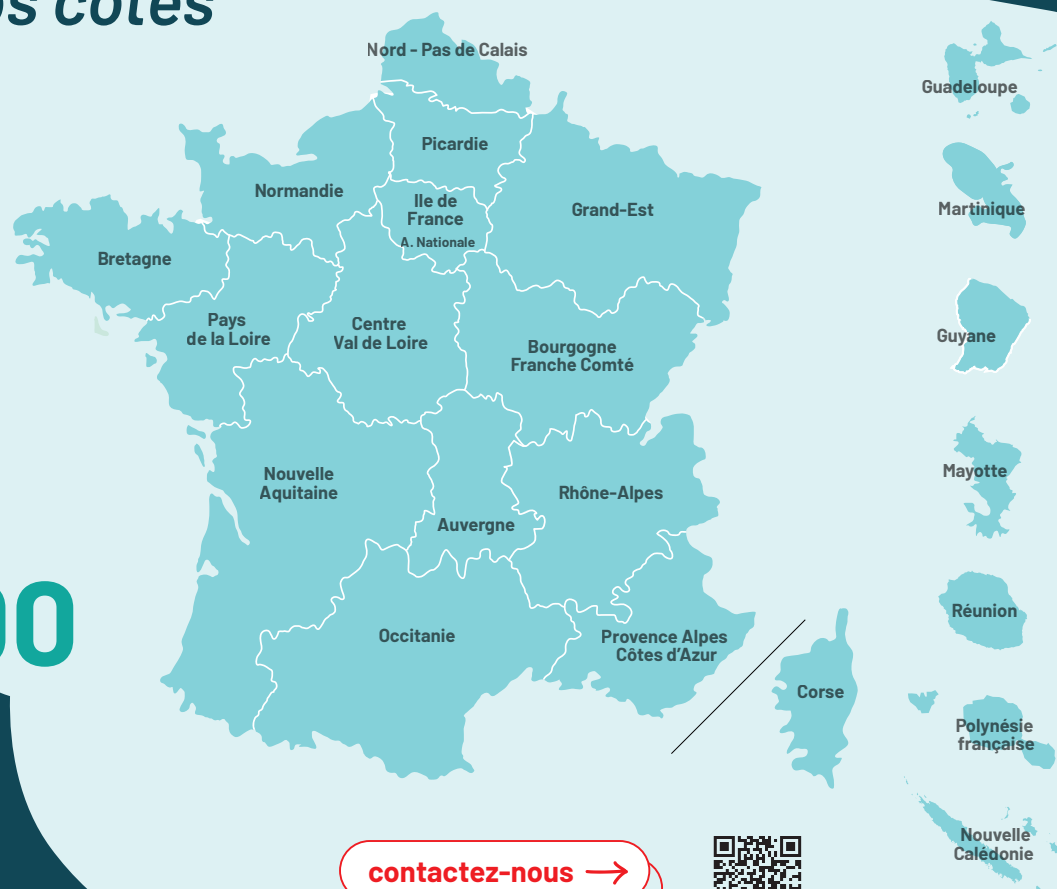 os côtés
Nord - Pas de Calais
Picardie
Normandie
Ile de
France
A. Nationale
Grand-Est
Bretagne
Pays
de la Loire
Centre
Val de Loire
Bourgogne
Franche Comté
Nouvelle
Aquitaine
Auvergne
Rhône-Alpes
Occitanie
Provence Alpes
Côtes d'Azur
Corse
Guadeloupe
Martinique
Guyane
Mayotte
Réunion
Polynésie
française
Nouvelle
Calédonie
00
contactez-nous →